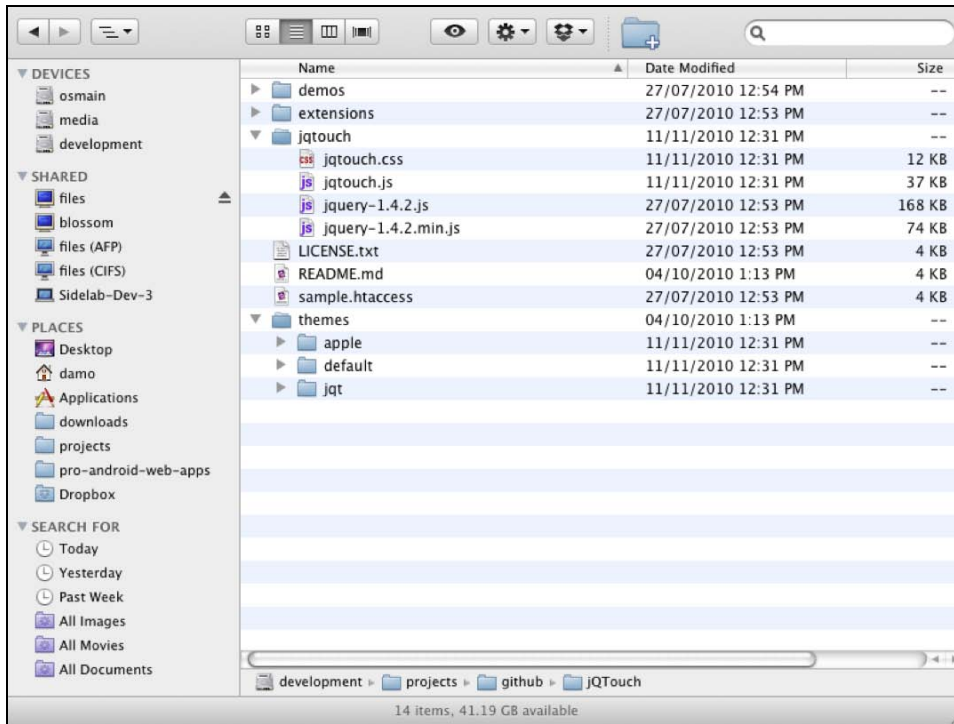 Name Date Modified Size
DEVICES
osmain
media
development
SHARED
files
blossom
files (AFP)
files (CIFS)
Sidelab-Dev-3
PLACES
Desktop
damo
Applications
downloads
projects
pro-android-web-apps
Dropbox
SEARCH FOR
Today
Yesterday
Past Week
All Images
All Movies
All Documents
demos 27/07/2010 12:54 PM --
extensions 27/07/2010 12:53 PM --
jqtouch 11/11/2010 12:31 PM --
css jqtouch.css 11/11/2010 12:31 PM 12 KB
js jqtouch.js 11/11/2010 12:31 PM 37 KB
js jquery-1.4.2.js 27/07/2010 12:53 PM 168 KB
js jquery-1.4.2.min.js 27/07/2010 12:53 PM 74 KB
LICENSE.txt 27/07/2010 12:53 PM 4 KB
README.md 04/10/2010 1:13 PM 4 KB
sample.htaccess 27/07/2010 12:53 PM 4 KB
themes 04/10/2010 1:13 PM --
apple 11/11/2010 12:31 PM --
default 11/11/2010 12:31 PM --
jqt 11/11/2010 12:31 PM --
development ▸ projects ▸ github ▸ jQTouch
14 items, 41.19 GB available